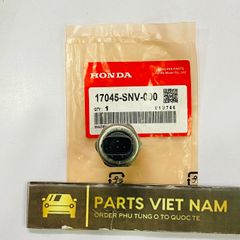 HONDA
17045-SNV-000
QTY: 1
PARTS VIET NAM
ORDER PHỤ TÙNG Ô TÔ QUỐC TẾ